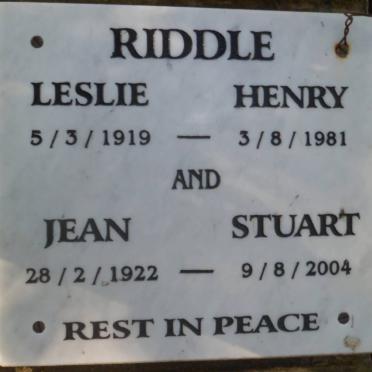 RIDDLE
LESLIE HENRY
5/3/1919 — 3/8/1981
AND
JEAN STUART
28/2/1922 — 9/8/2004
• REST IN PEACE •